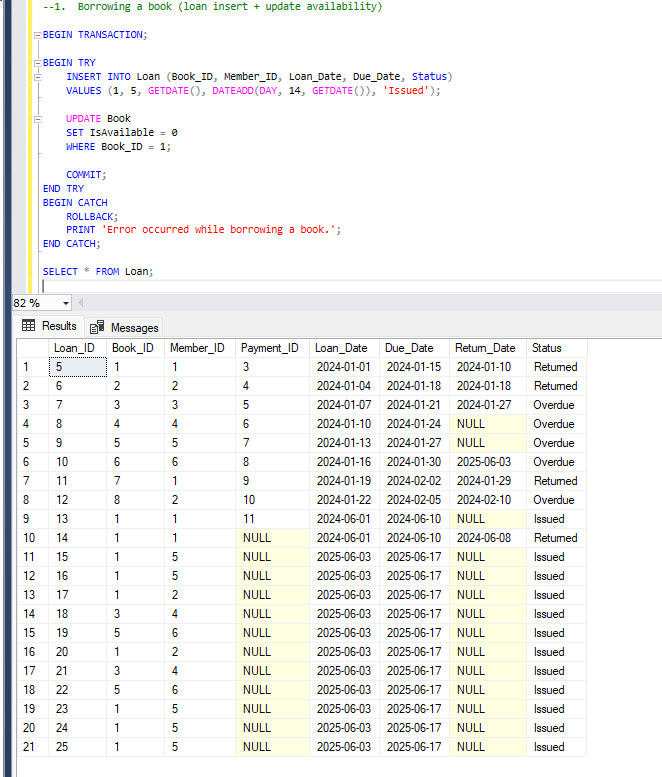 --1.  Borrowing a book (loan insert + update availability)
BEGIN TRANSACTION;
BEGIN TRY
INSERT INTO Loan (Book_ID, Member_ID, Loan_Date, Due_Date, Status)
VALUES (1, 5, GETDATE(), DATEADD(DAY, 14, GETDATE()), 'Issued');
UPDATE Book
SET IsAvailable = 0
WHERE Book_ID = 1;
COMMIT;
END TRY
BEGIN CATCH
ROLLBACK;
PRINT 'Error occurred while borrowing a book.';
END CATCH;
SELECT * FROM Loan;
82 %
Results Messages
Loan_ID Book_ID Member_ID Payment_ID Loan_Date Due_Date Return_Date Status
1 5 1 1 3 2024-01-01 2024-01-15 2024-01-10 Returned
2 6 2 2 4 2024-01-04 2024-01-18 2024-01-18 Returned
3 7 3 3 5 2024-01-07 2024-01-21 2024-01-27 Overdue
4 8 4 4 6 2024-01-10 2024-01-24 NULL Overdue
5 9 5 5 7 2024-01-13 2024-01-27 NULL Overdue
6 10 6 6 8 2024-01-16 2024-01-30 2025-06-03 Overdue
7 11 7 1 9 2024-01-19 2024-02-02 2024-01-29 Returned
8 12 8 2 10 2024-01-22 2024-02-05 2024-02-10 Overdue
9 13 1 1 11 2024-06-01 2024-06-10 NULL Issued
10 14 1 1 NULL 2024-06-01 2024-06-10 2024-06-08 Returned
11 15 1 5 NULL 2025-06-03 2025-06-17 NULL Issued
12 16 1 5 NULL 2025-06-03 2025-06-17 NULL Issued
13 17 1 2 NULL 2025-06-03 2025-06-17 NULL Issued
14 18 3 4 NULL 2025-06-03 2025-06-17 NULL Issued
15 19 5 6 NULL 2025-06-03 2025-06-17 NULL Issued
16 20 1 2 NULL 2025-06-03 2025-06-17 NULL Issued
17 21 3 4 NULL 2025-06-03 2025-06-17 NULL Issued
18 22 5 6 NULL 2025-06-03 2025-06-17 NULL Issued
19 23 1 5 NULL 2025-06-03 2025-06-17 NULL Issued
20 24 1 5 NULL 2025-06-03 2025-06-17 NULL Issued
21 25 1 5 NULL 2025-06-03 2025-06-17 NULL Issued